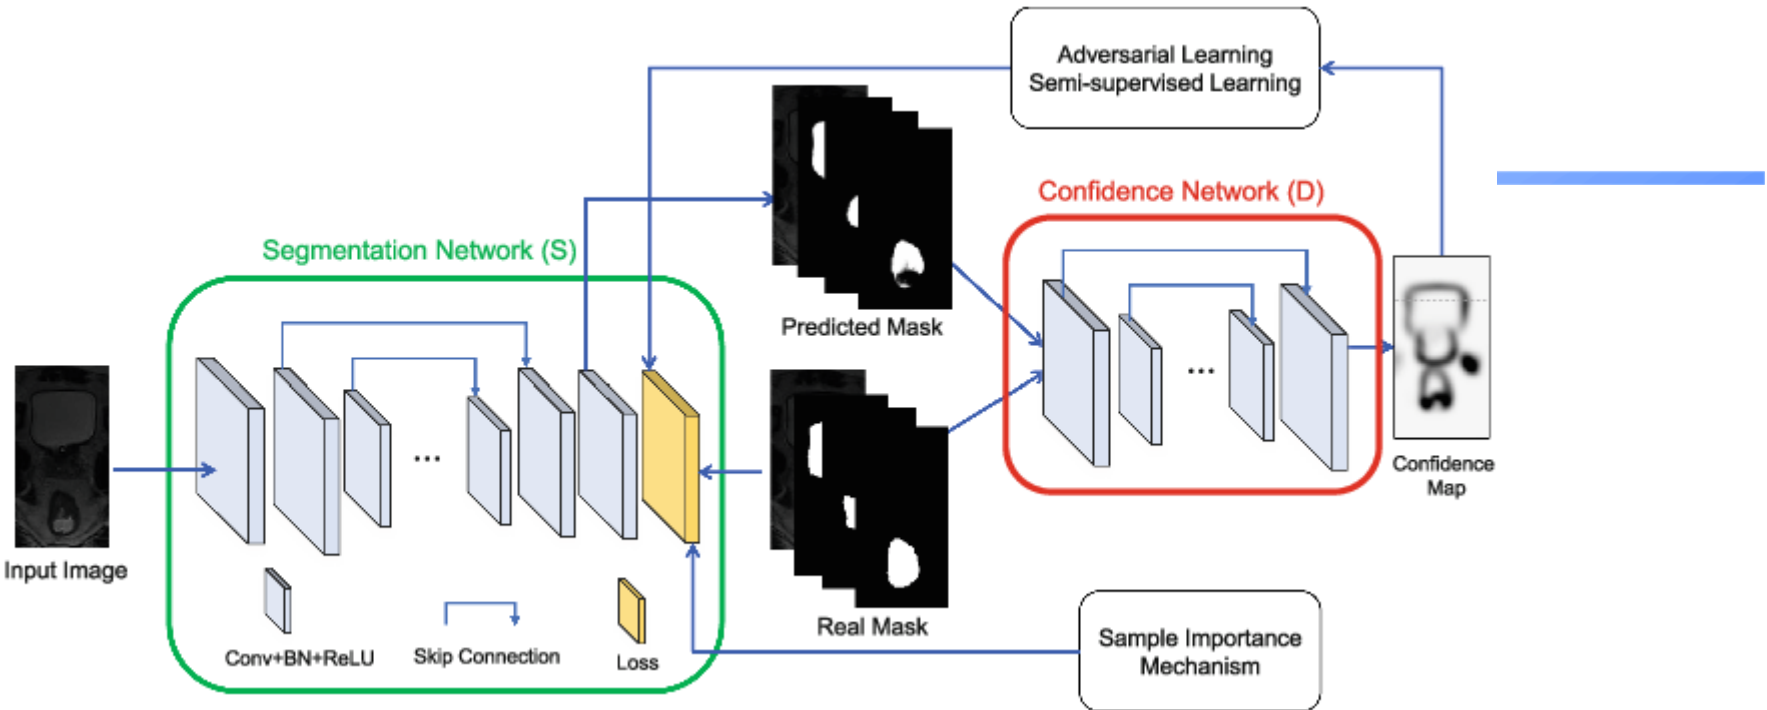 Adversarial Learning
Semi-supervised Learning
Confidence Network (D)
Segmentation Network (S)
Predicted Mask
...
...
Confidence
Map
Input Image
Real Mask
Conv+BN+ReLU
Skip Connection
Loss
Sample Importance
Mechanism